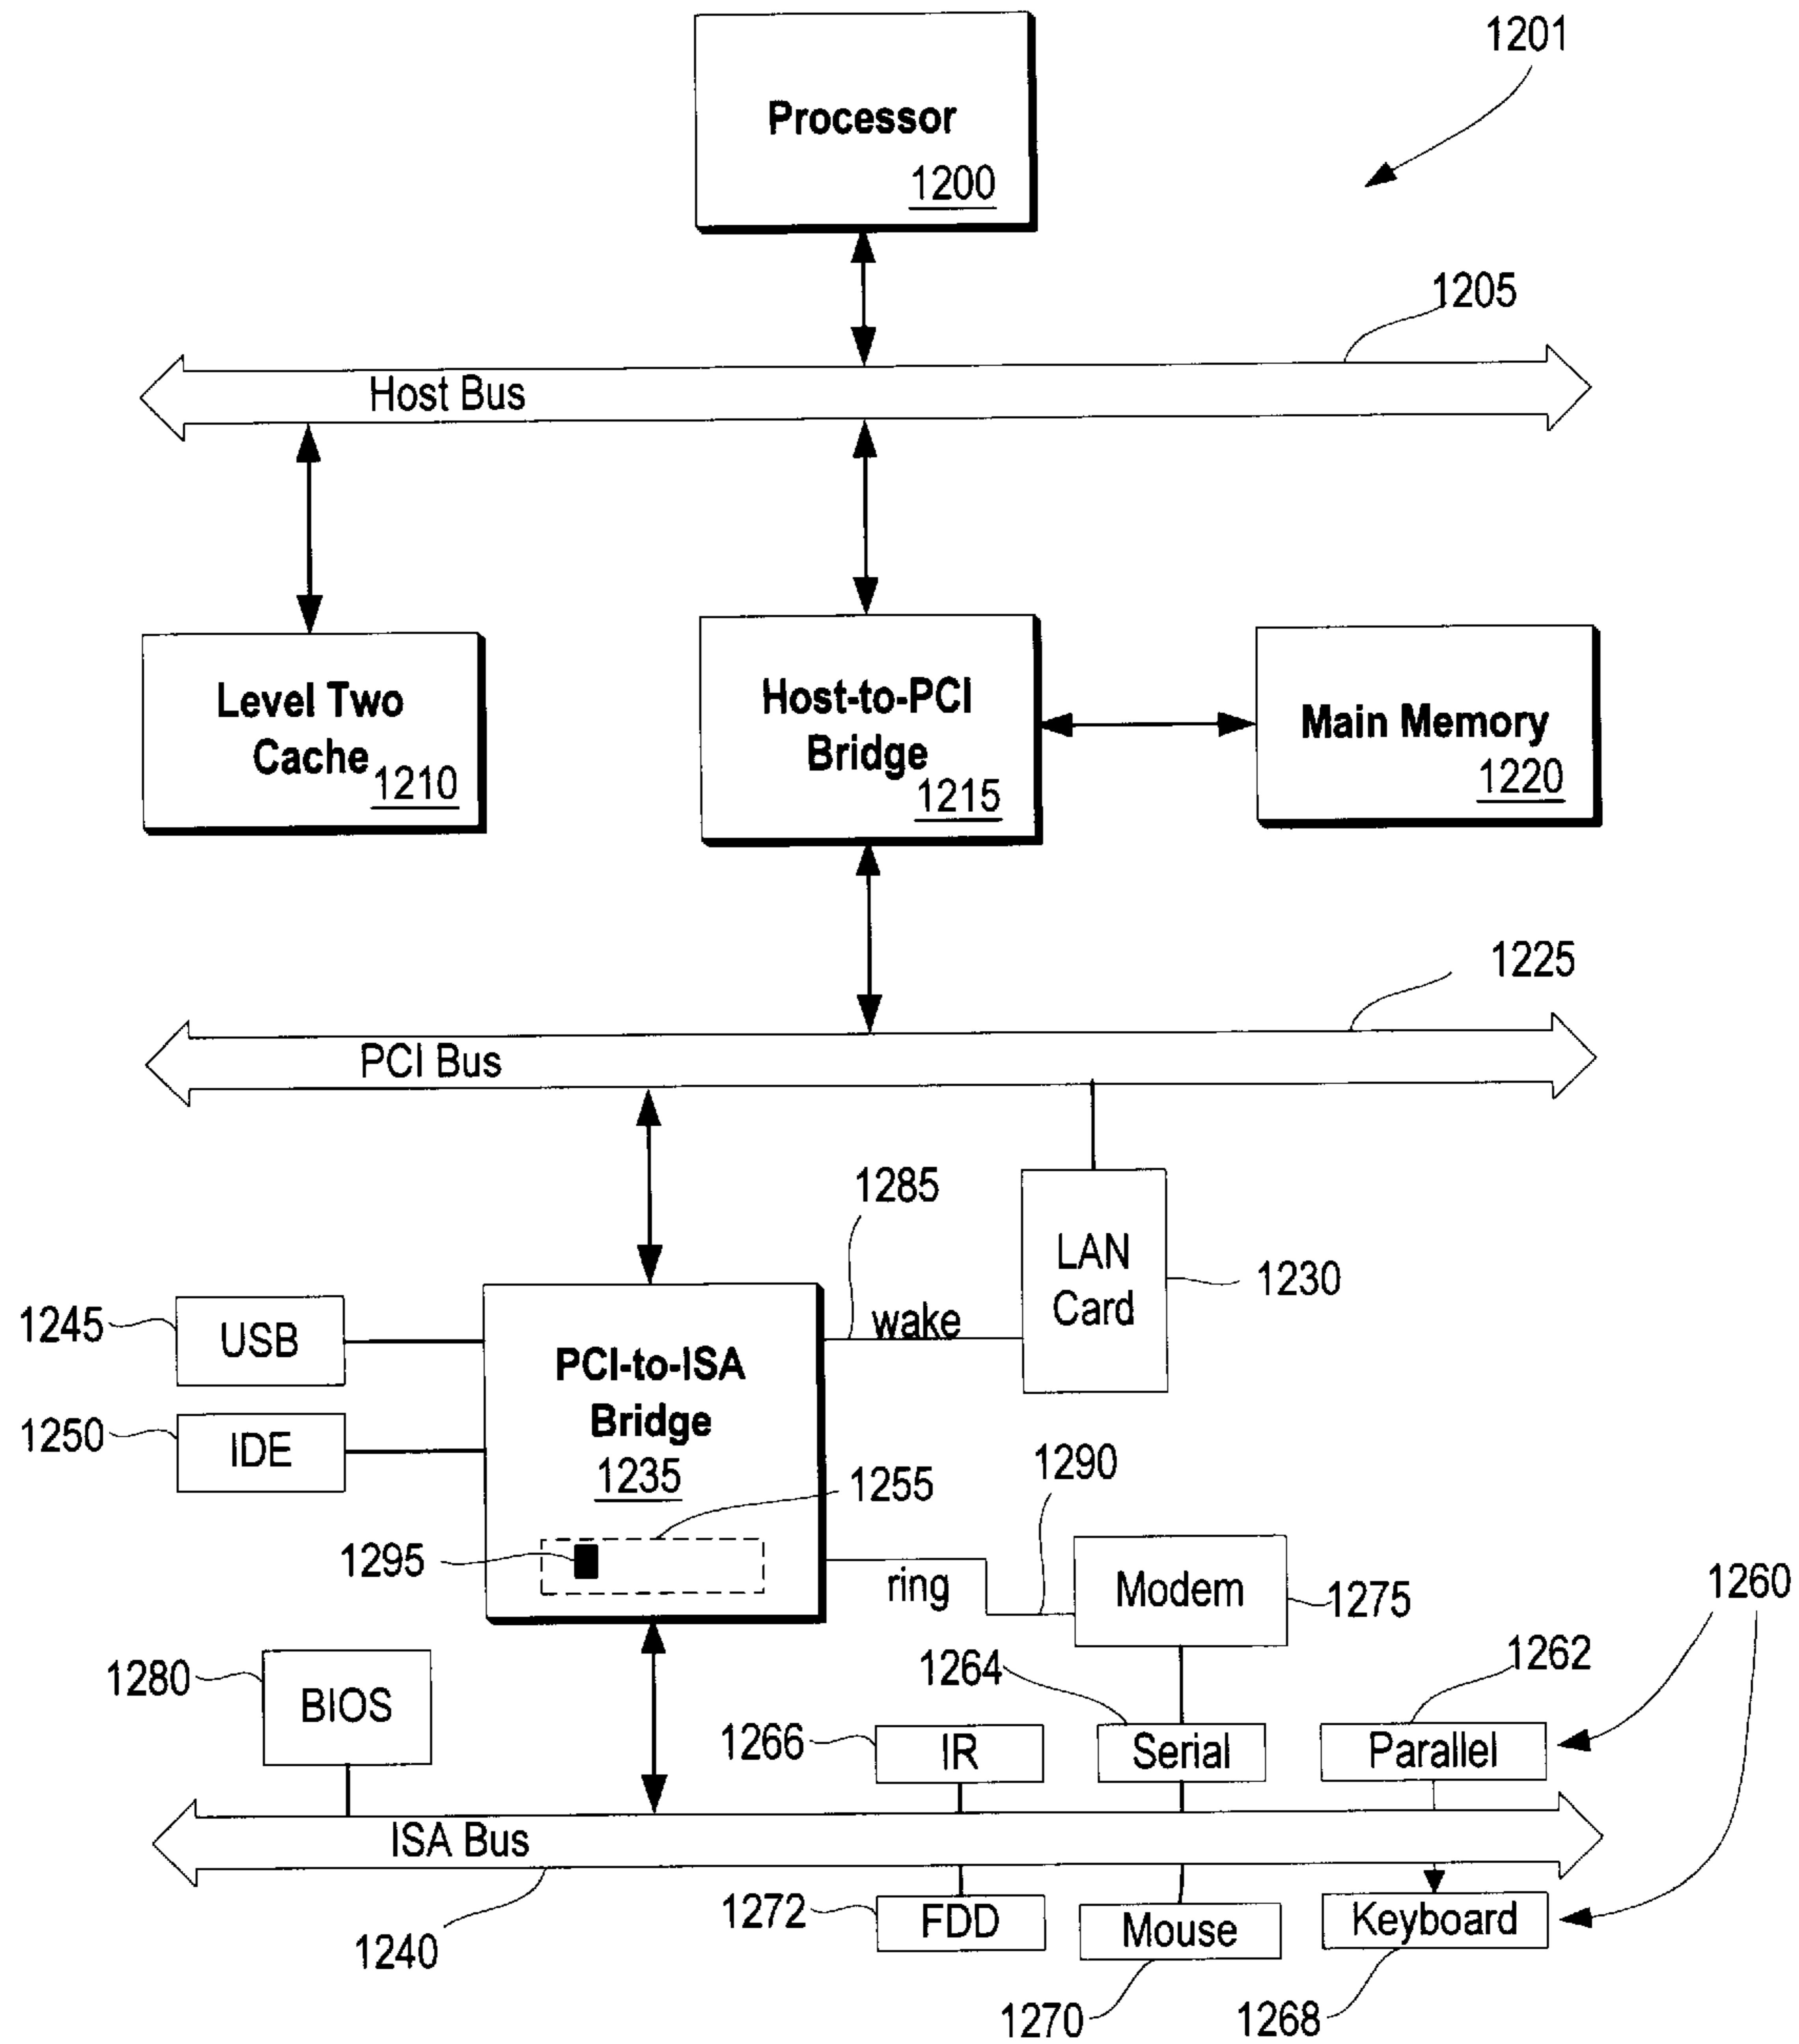 1201
Processor
1200
1205
Host Bus
Level Two
Cache
1210
Host-to-PCI
Bridge
1215
Main Memory
1220
1225
PCI Bus
1285
LAN
Card
1230
wake
1245
USB
1250
IDE
PCI-to-ISA
Bridge
1235
1255
1295
1290
ring
Modem
1275
1260
1280
BIOS
1264
1262
1266
IR
Serial
Parallel
ISA Bus
1240
1272
FDD
Mouse
1270
Keyboard
1268